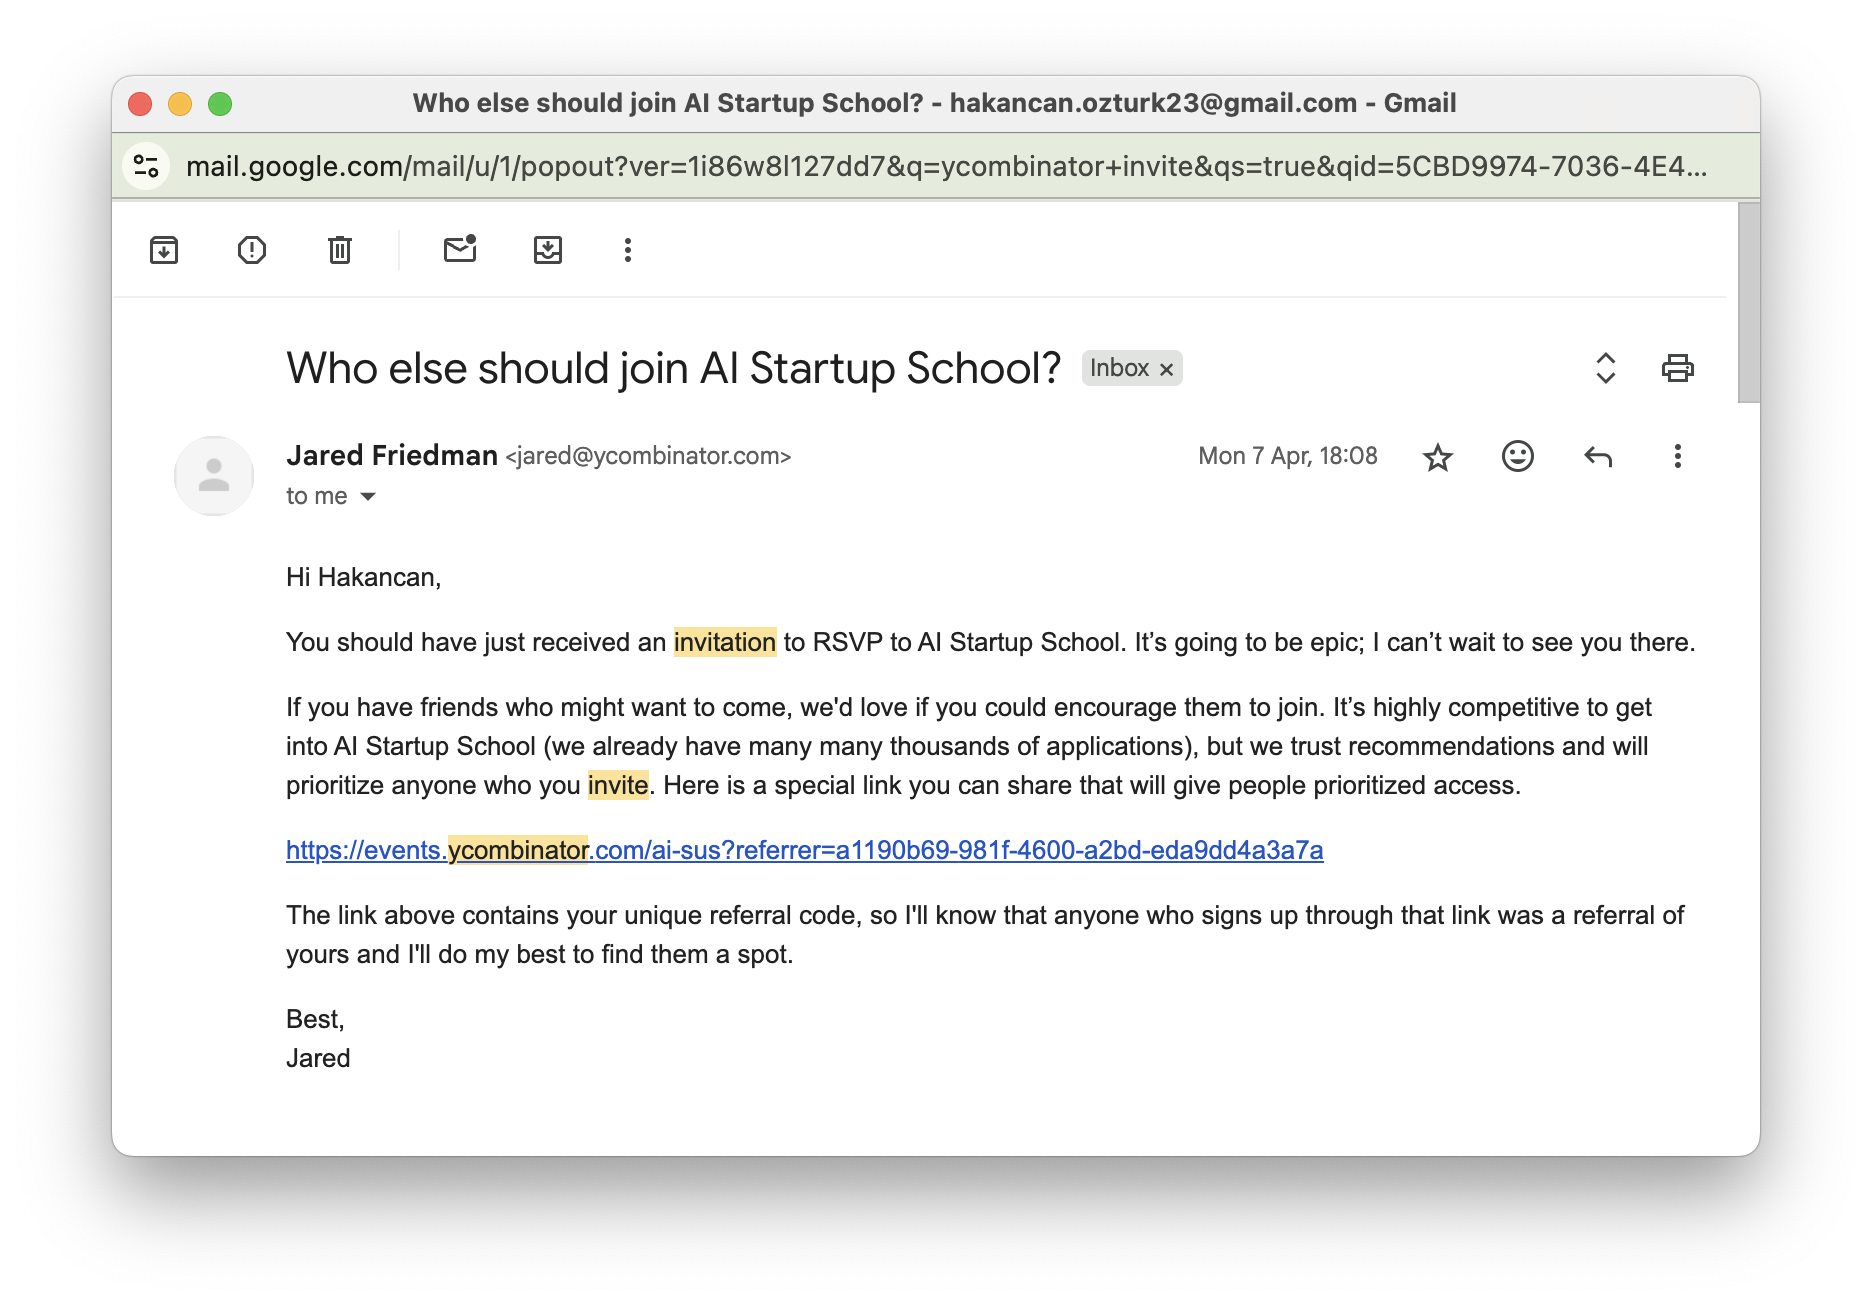 Who else should join AI Startup School? - hakancan.ozturk23@gmail.com - Gmail
mail.google.com/mail/u/1/popout?ver=1i86w8l127dd7&q=ycombinator+invite&qs=true&qid=5CBD9974-7036-4E4...
Who else should join AI Startup School? Inbox ×
Jared Friedman <jared@ycombinator.com> Mon 7 Apr, 18:08
to me
Hi Hakancan,
You should have just received an invitation to RSVP to AI Startup School. It’s going to be epic; I can’t wait to see you there.
If you have friends who might want to come, we'd love if you could encourage them to join. It’s highly competitive to get
into AI Startup School (we already have many many thousands of applications), but we trust recommendations and will
prioritize anyone who you invite. Here is a special link you can share that will give people prioritized access.
https://events.ycombinator.com/ai-sus?referrer=a1190b69-981f-4600-a2bd-eda9dd4a3a7a
The link above contains your unique referral code, so I'll know that anyone who signs up through that link was a referral of
yours and I'll do my best to find them a spot.
Best,
Jared